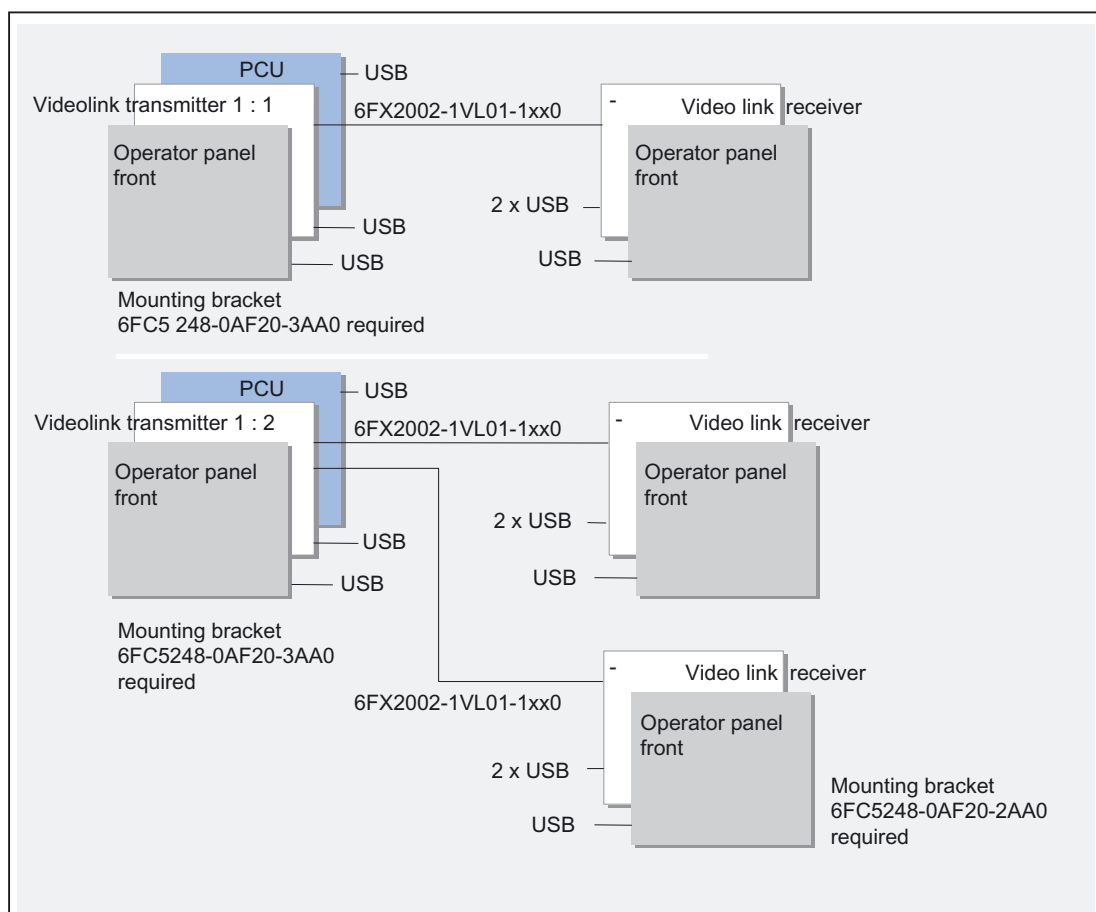 PCU
USB
Videolink transmitter 1 : 1
6FX2002-1VL01-1xx0
- Video link receiver
Operator panel
front
Operator panel
front
2 x USB
USB
USB
USB
Mounting bracket
6FC5 248-0AF20-3AA0 required
PCU
USB
Videolink transmitter 1 : 2
6FX2002-1VL01-1xx0
- Video link receiver
Operator panel
front
Operator panel
front
2 x USB
USB
USB
USB
Mounting bracket
6FC5248-0AF20-3AA0
required
- Video link receiver
6FX2002-1VL01-1xx0
Operator panel
front
2 x USB
USB
Mounting bracket
6FC5248-0AF20-2AA0
required